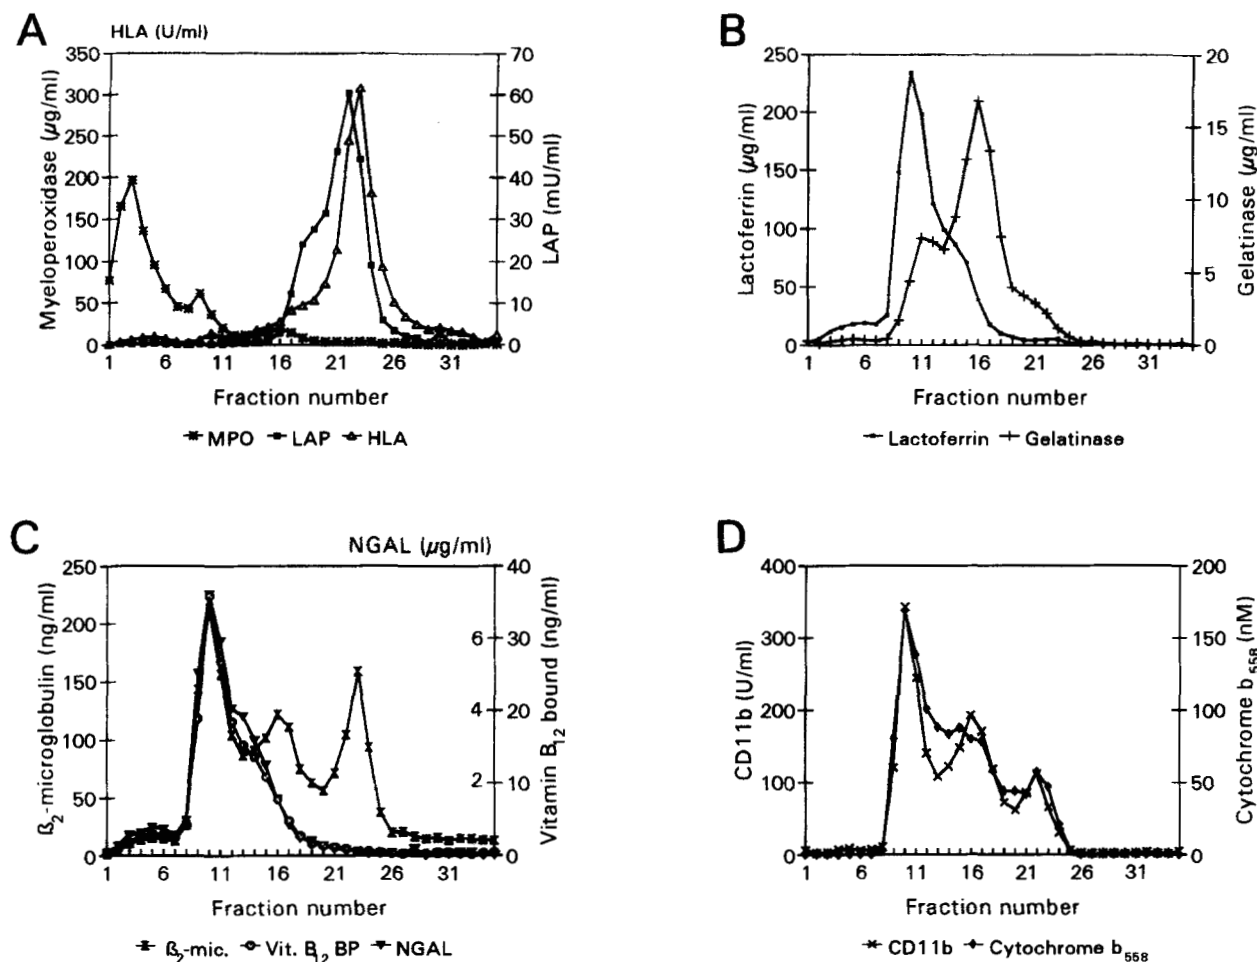 A
HLA (U/ml)
Myeloperoxidase (µg/ml)
350
300
250
200
150
100
50
0
70
60
50
40
30
20
10
0
LAP (mU/ml)
1 6 11 16 21 26 31
Fraction number
MPO LAP HLA
B
Lactoferrin (µg/ml)
250
200
150
100
50
0
20
15
10
5
0
Gelatinase (µg/ml)
1 6 11 16 21 26 31
Fraction number
Lactoferrin Gelatinase
C
NGAL (µg/ml)
ß₂-microglobulin (ng/ml)
250
200
150
100
50
0
6
4
2
40
30
20
10
0
Vitamin B₁₂ bound (ng/ml)
1 6 11 16 21 26 31
Fraction number
ß₂-mic. Vit. B₁₂ BP NGAL
D
CD11b (U/ml)
400
300
200
100
0
200
150
100
50
0
Cytochrome b₅₅₈ (nM)
1 6 11 16 21 26 31
Fraction number
CD11b Cytochrome b₅₅₈